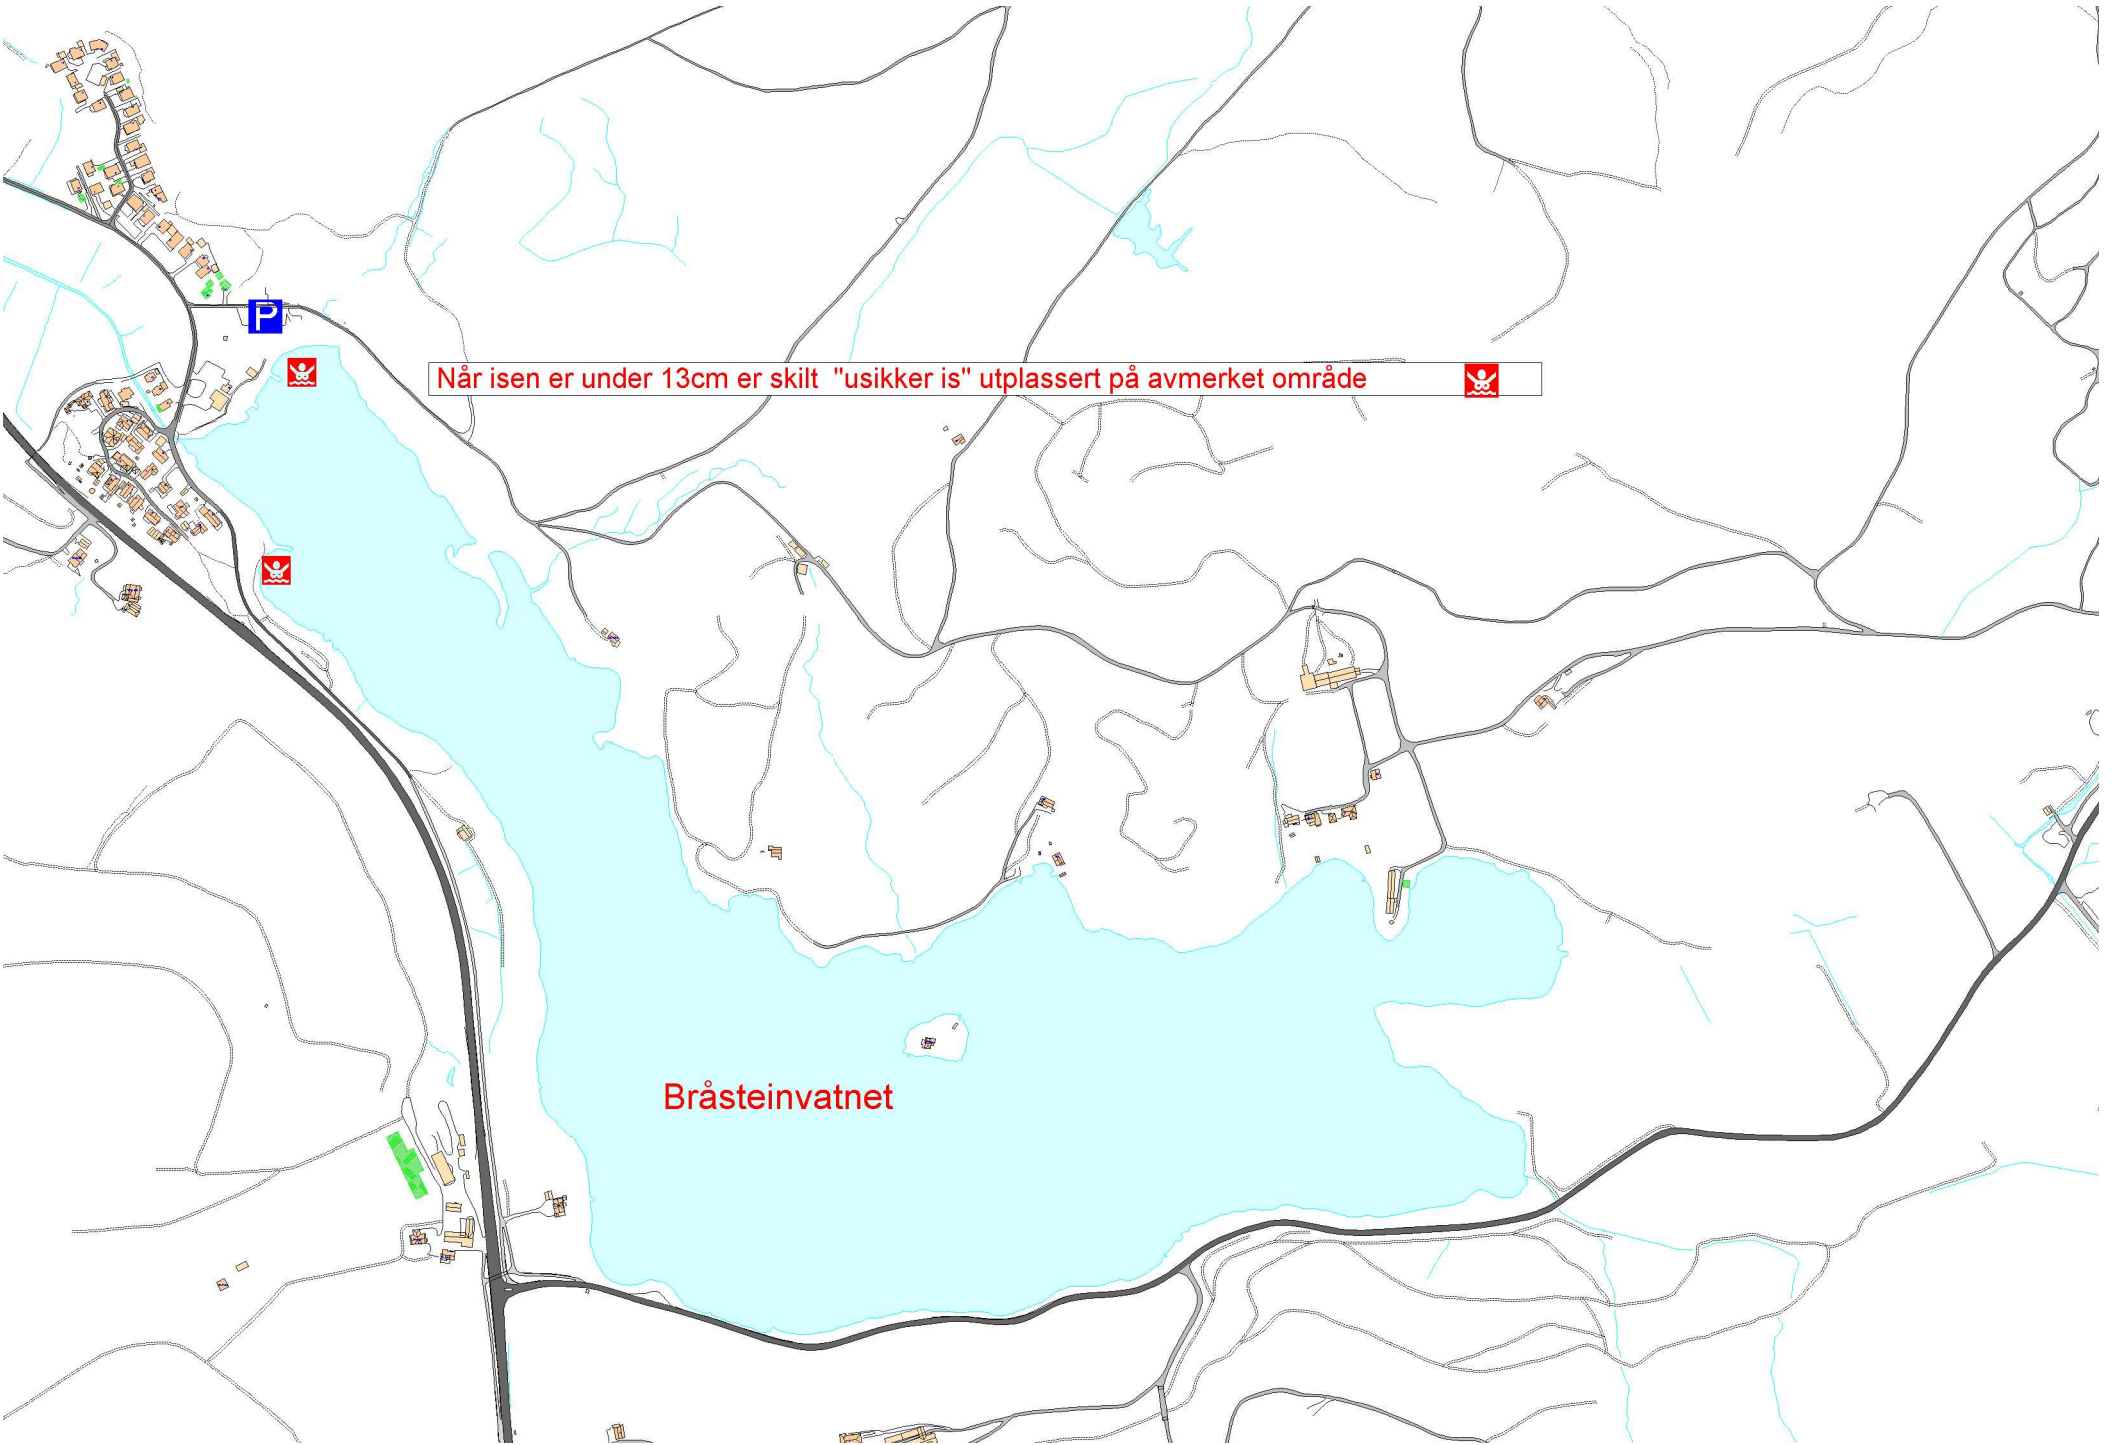 P
Når isen er under 13cm er skilt "usikker is" utplassert på avmerket område
Bråsteinvatnet